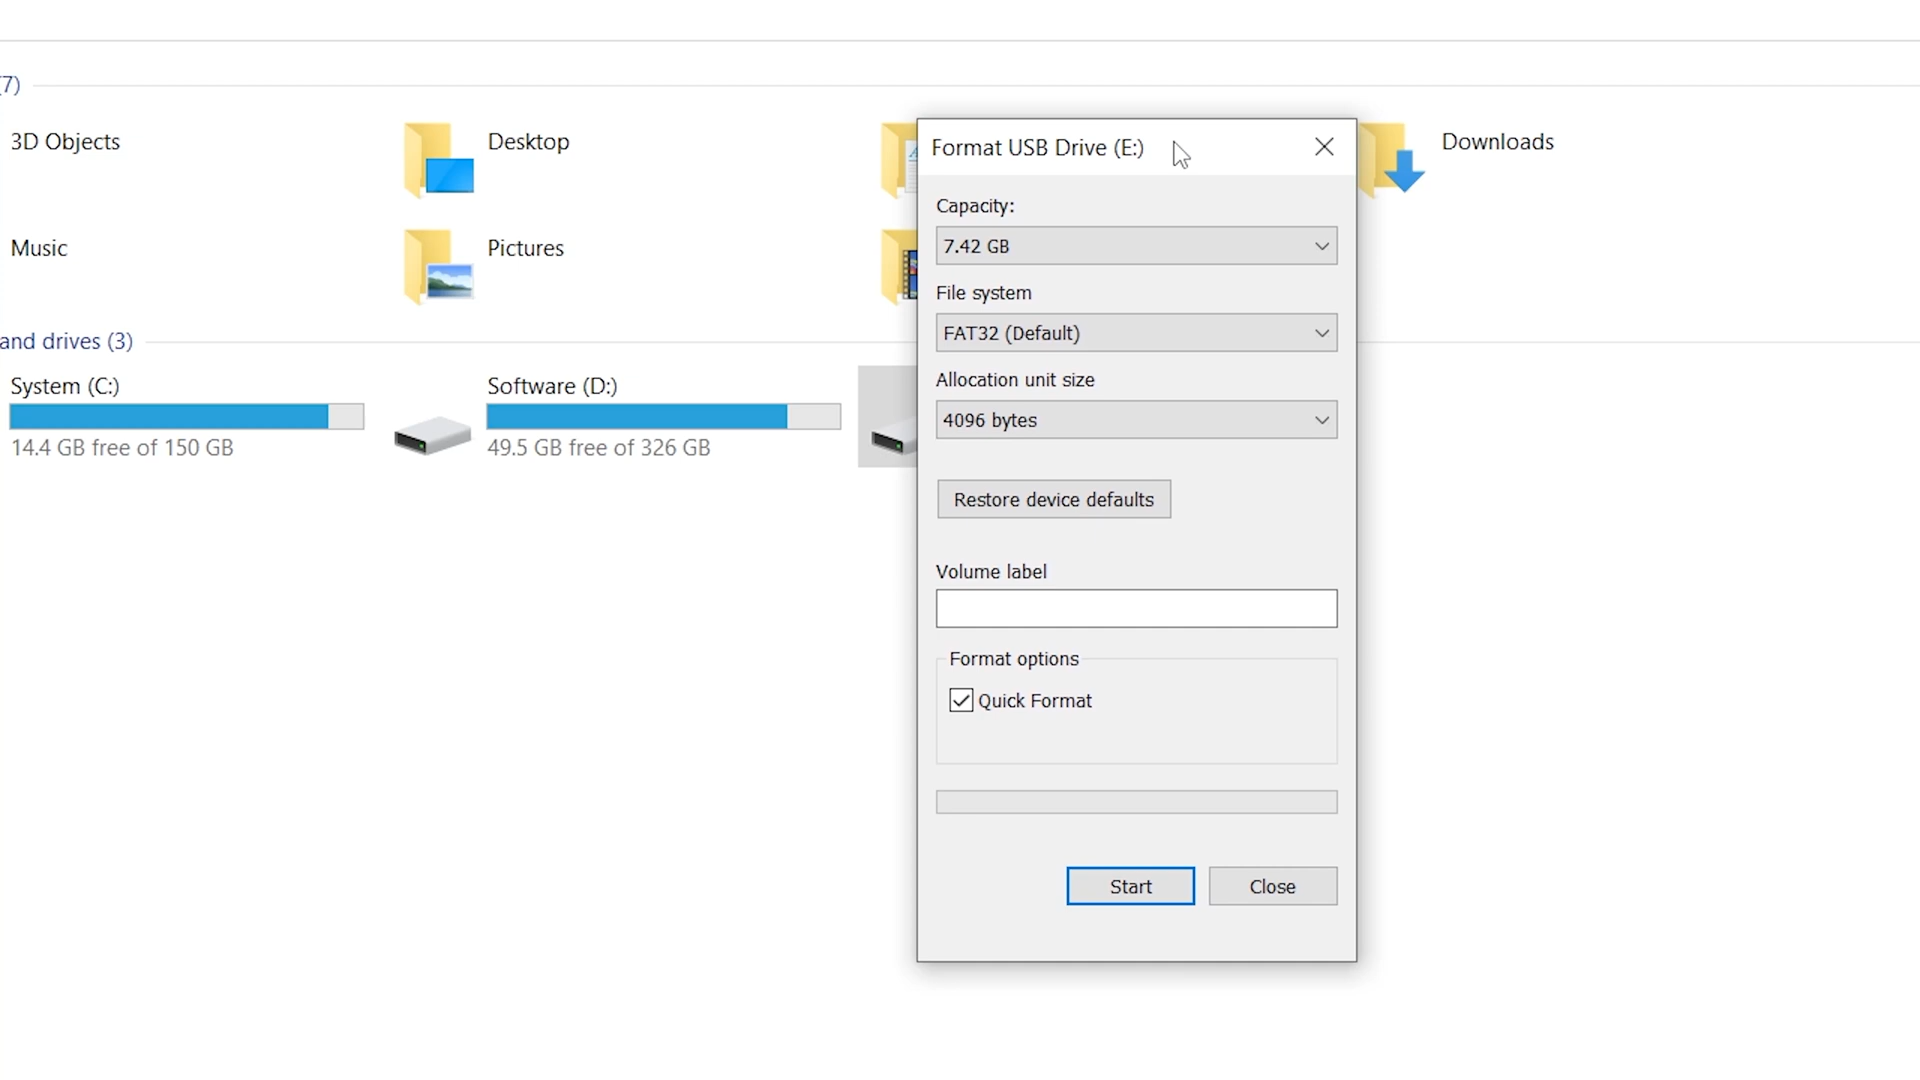 (7)
3D Objects
Desktop
Downloads
Music
Pictures
and drives (3)
System (C:)
14.4 GB free of 150 GB
Software (D:)
49.5 GB free of 326 GB
Format USB Drive (E:)
Capacity:
7.42 GB
File system
FAT32 (Default)
Allocation unit size
4096 bytes
Restore device defaults
Volume label
Format options
Quick Format
Start
Close